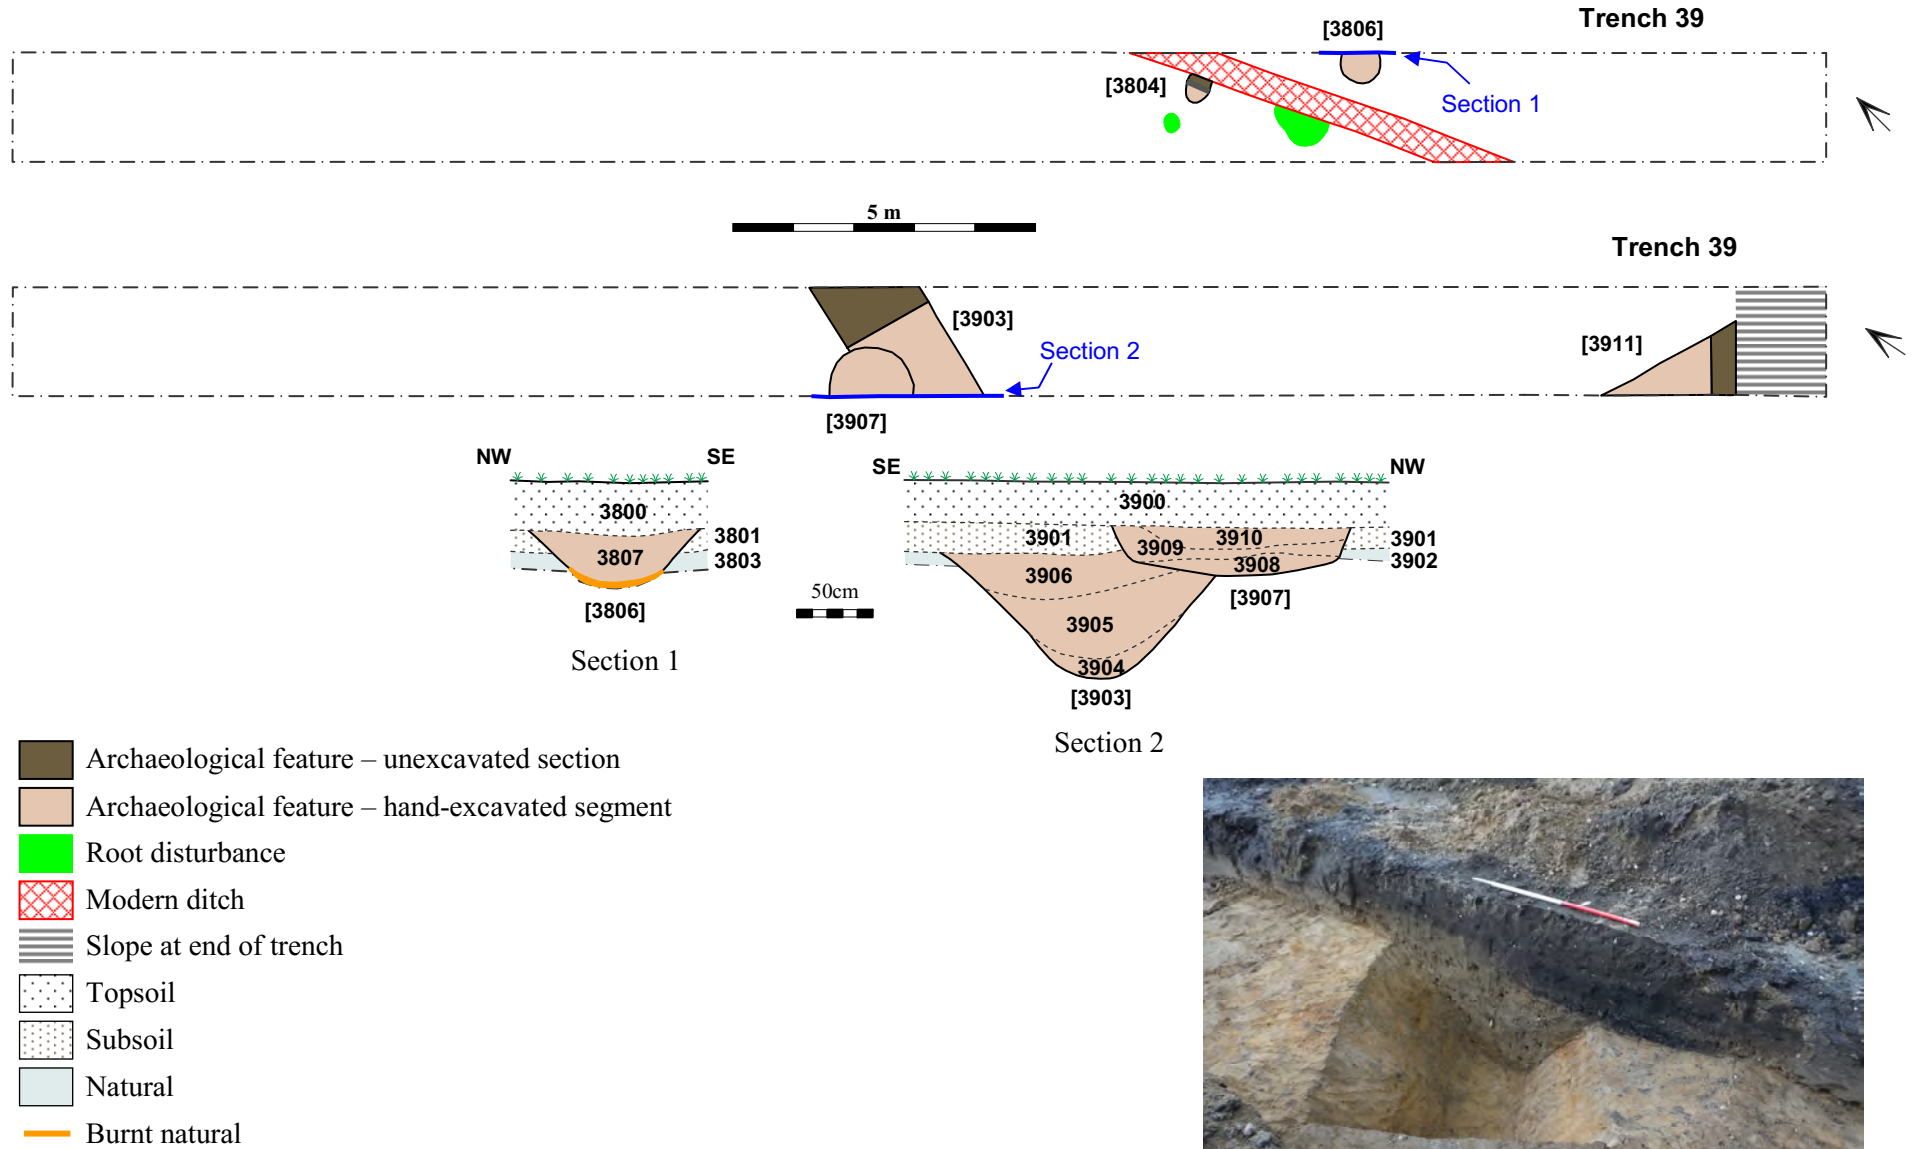 Trench 39
[3806]
[3804]
Section 1
5 m
Trench 39
[3903]
Section 2
[3911]
[3907]
NW SE
3800
3801
3807
3803
[3806]
Section 1
50cm
SE NW
3900
3901 3909 3910 3901
3908 3902
3906
[3907]
3905
3904
[3903]
Section 2
Archaeological feature – unexcavated section
Archaeological feature – hand-excavated segment
Root disturbance
Modern ditch
Slope at end of trench
Topsoil
Subsoil
Natural
Burnt natural